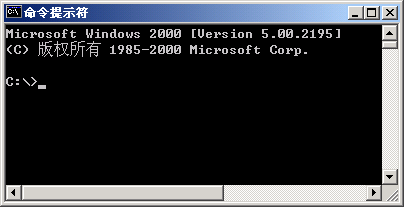 命令提示符
Microsoft Windows 2000 [Version 5.00.2195]
(C) 版权所有 1985-2000 Microsoft Corp.
C:\>